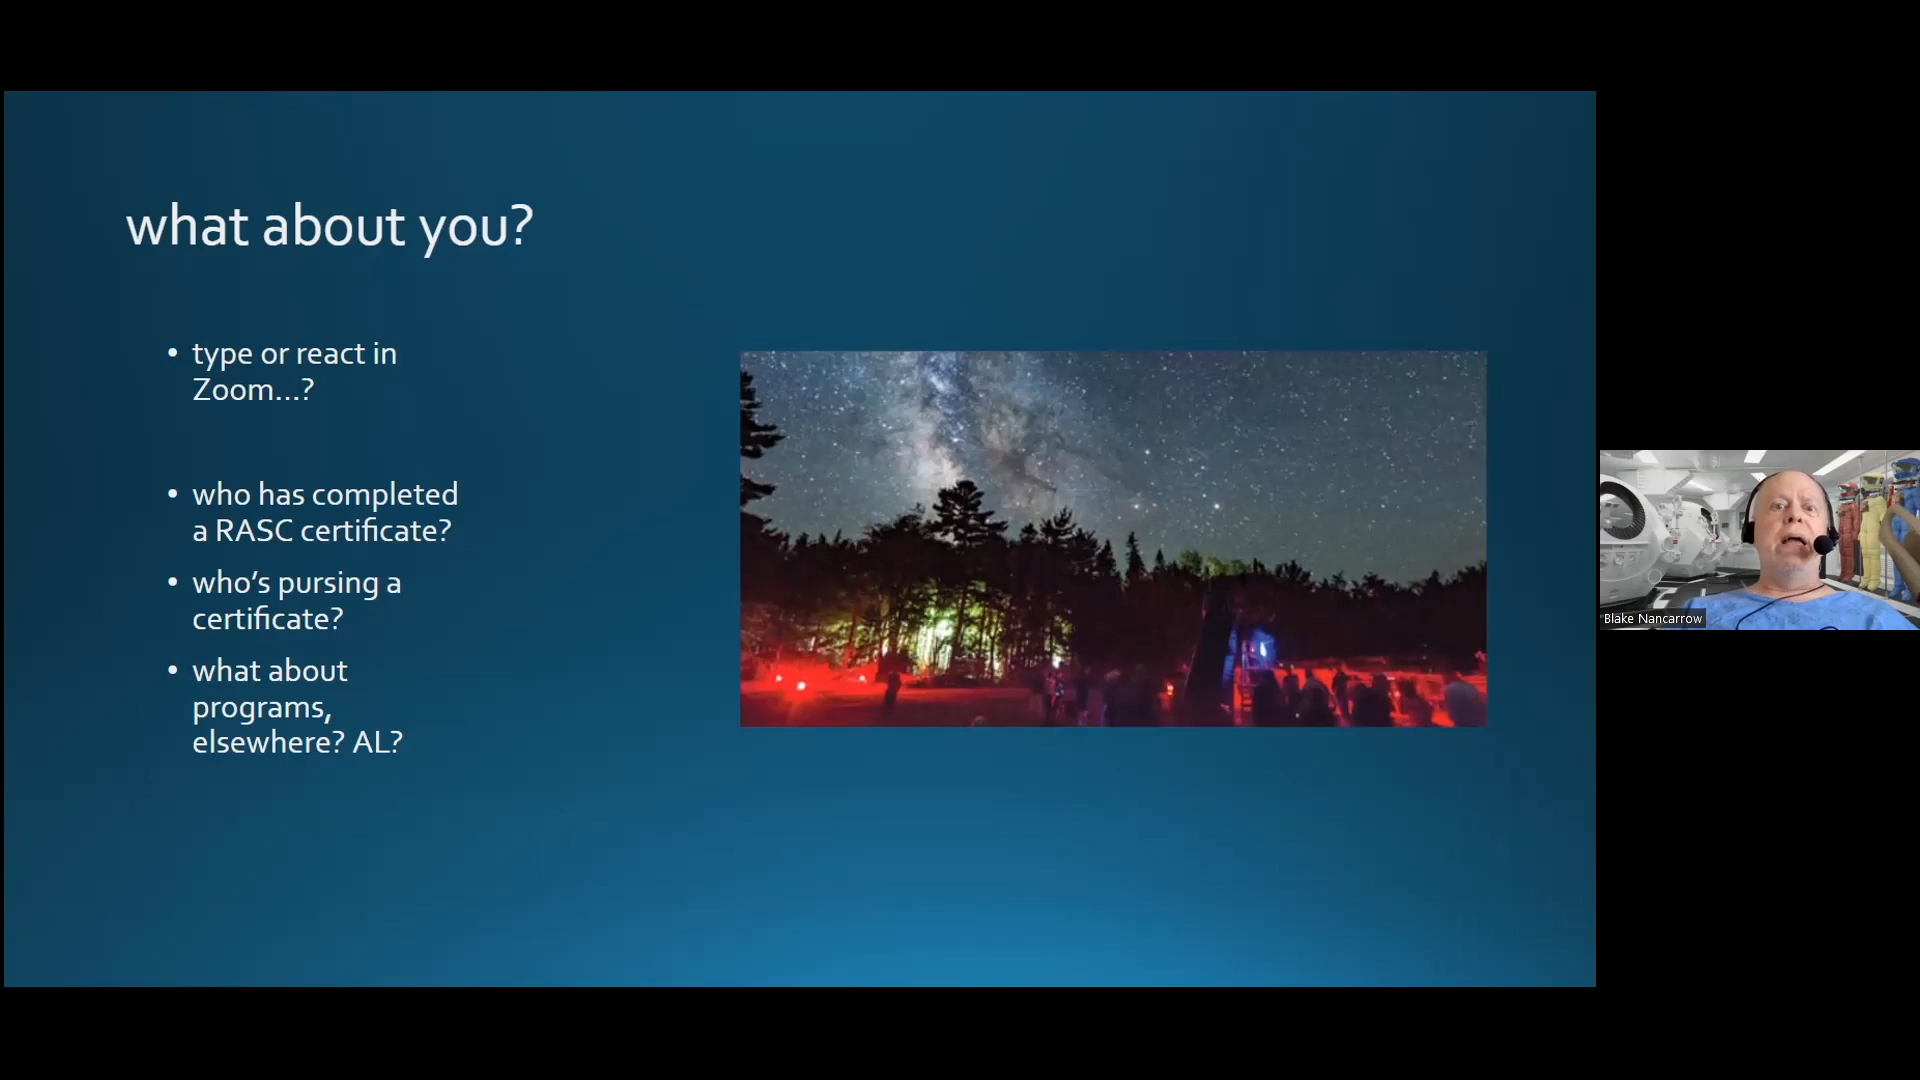 what about you?
• type or react in
Zoom...?
• who has completed
a RASC certificate?
• who's pursing a
certificate?
• what about
programs,
elsewhere? AL?
Blake Nancarrow